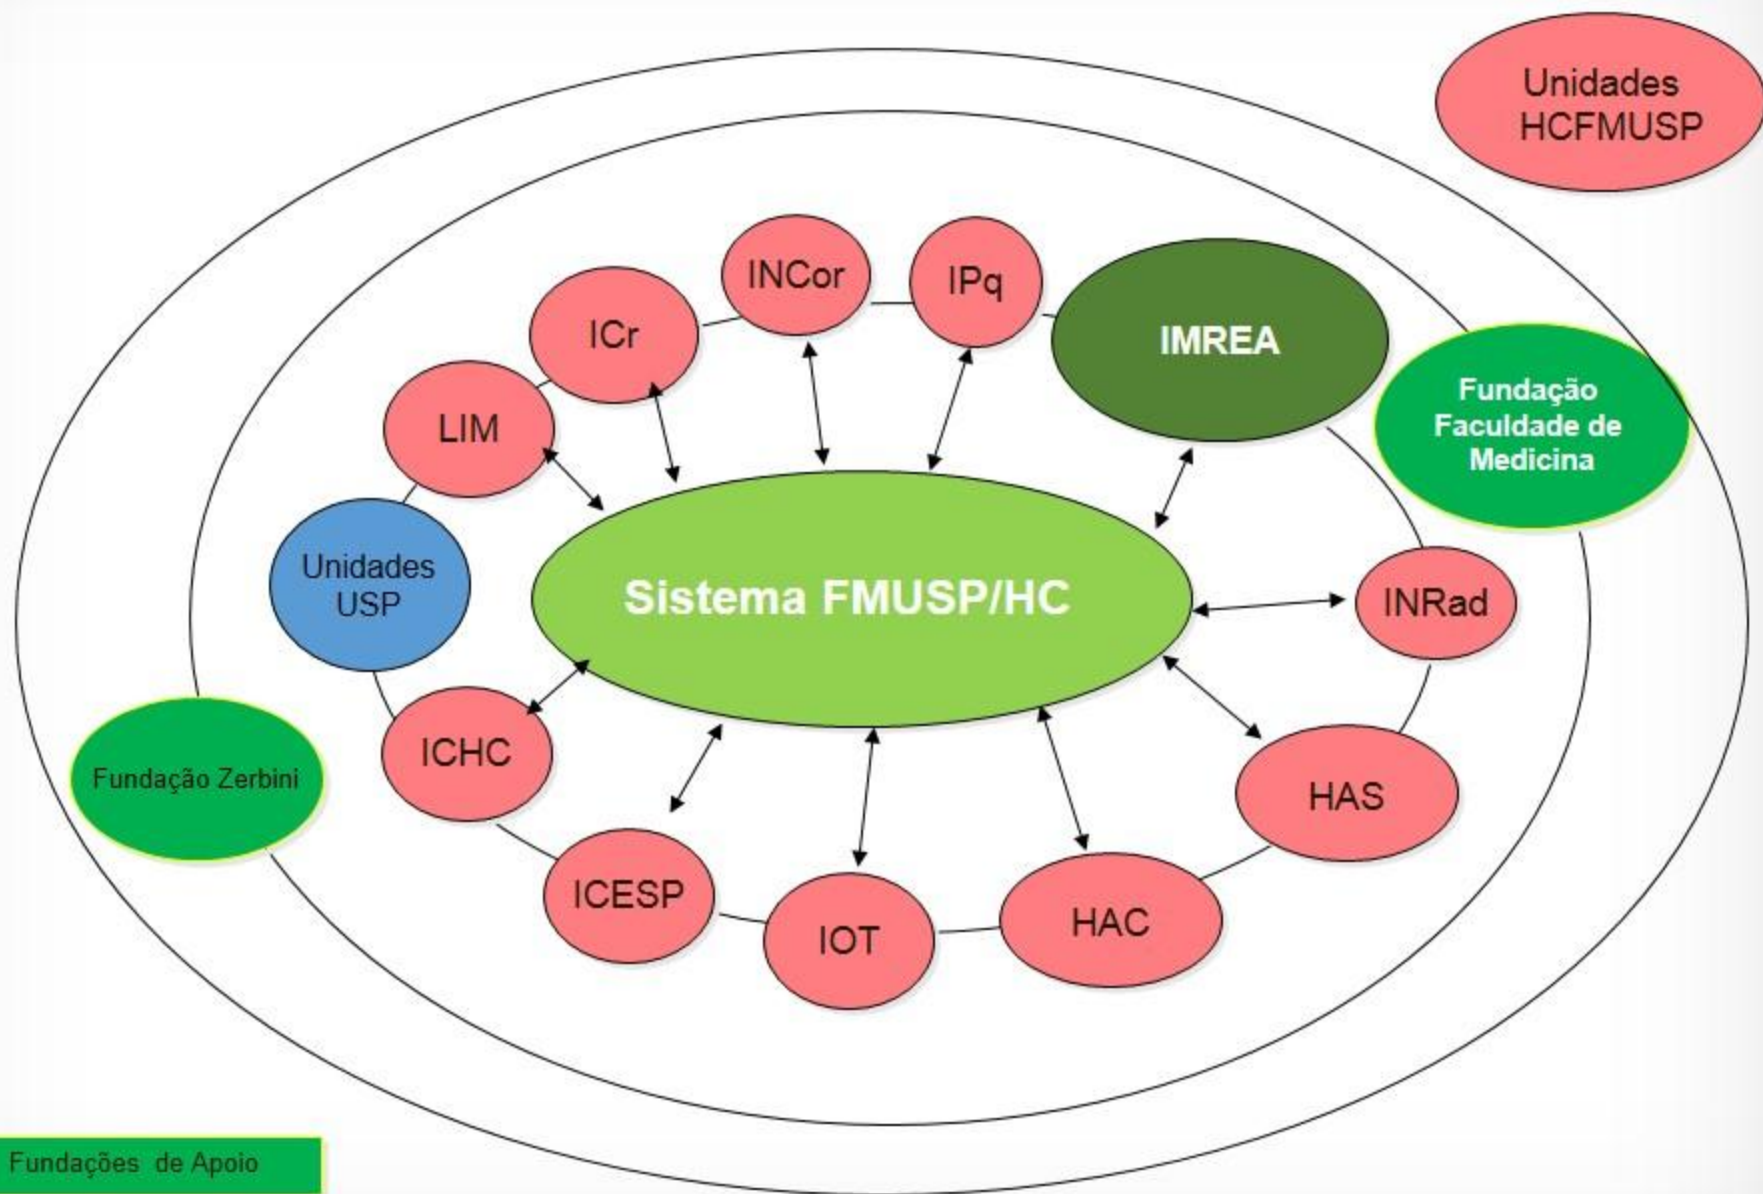 Unidades
HCFMUSP
INCor
IPq
ICr
IMREA
LIM
Fundação
Faculdade de
Medicina
Unidades
USP
Sistema FMUSP/HC
INRad
ICHC
Fundação Zerbini
HAS
ICESP
IOT
HAC
Fundações de Apoio